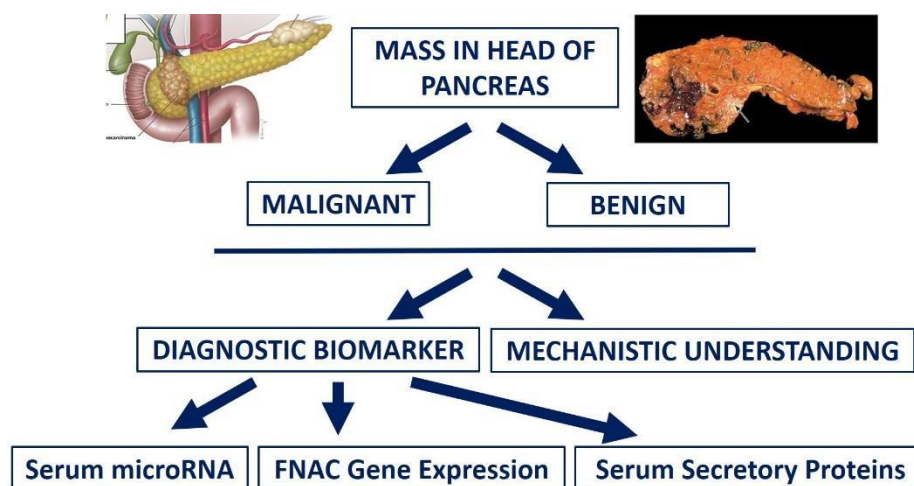 MASS IN HEAD OF
PANCREAS
MALIGNANT
BENIGN
DIAGNOSTIC BIOMARKER
MECHANISTIC UNDERSTANDING
Serum microRNA
FNAC Gene Expression
Serum Secretory Proteins